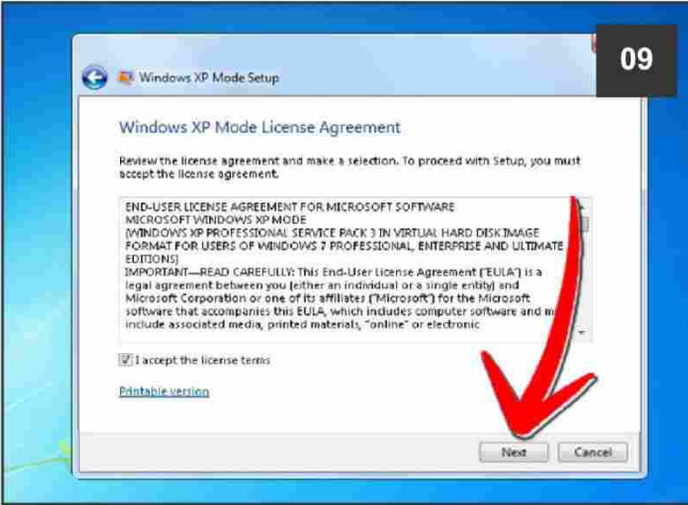 09
Windows XP Mode Setup
Windows XP Mode License Agreement
Review the license agreement and make a selection. To proceed with Setup, you must
accept the license agreement.
END-USER LICENSE AGREEMENT FOR MICROSOFT SOFTWARE
MICROSOFT WINDOWS XP MODE
(WINDOWS XP PROFESSIONAL SERVICE PACK 3 IN VIRTUAL HARD DISK IMAGE
FORMAT FOR USERS OF WINDOWS 7 PROFESSIONAL, ENTERPRISE AND ULTIMATE
EDITIONS)
IMPORTANT—READ CAREFULLY: This End-User License Agreement ("EULA") is a
legal agreement between you (either an individual or a single entity) and
Microsoft Corporation or one of its affiliates ("Microsoft") for the Microsoft
software that accompanies this EULA, which includes computer software and
include associated media, printed materials, "online" or electronic
I accept the license terms
Printable version
Next
Cancel